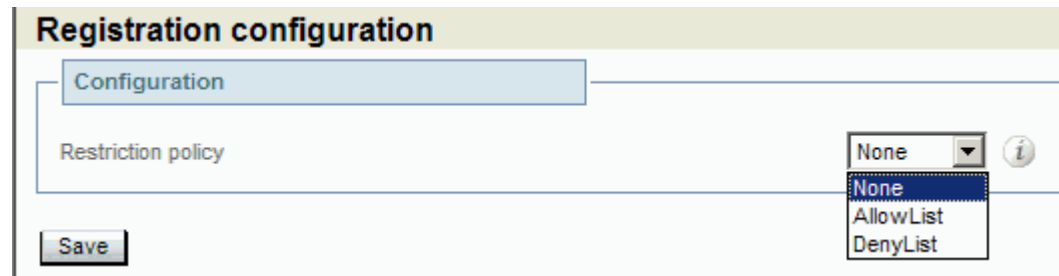 Registration configuration
Configuration
Restriction policy
None
i
None
AllowList
DenyList
Save